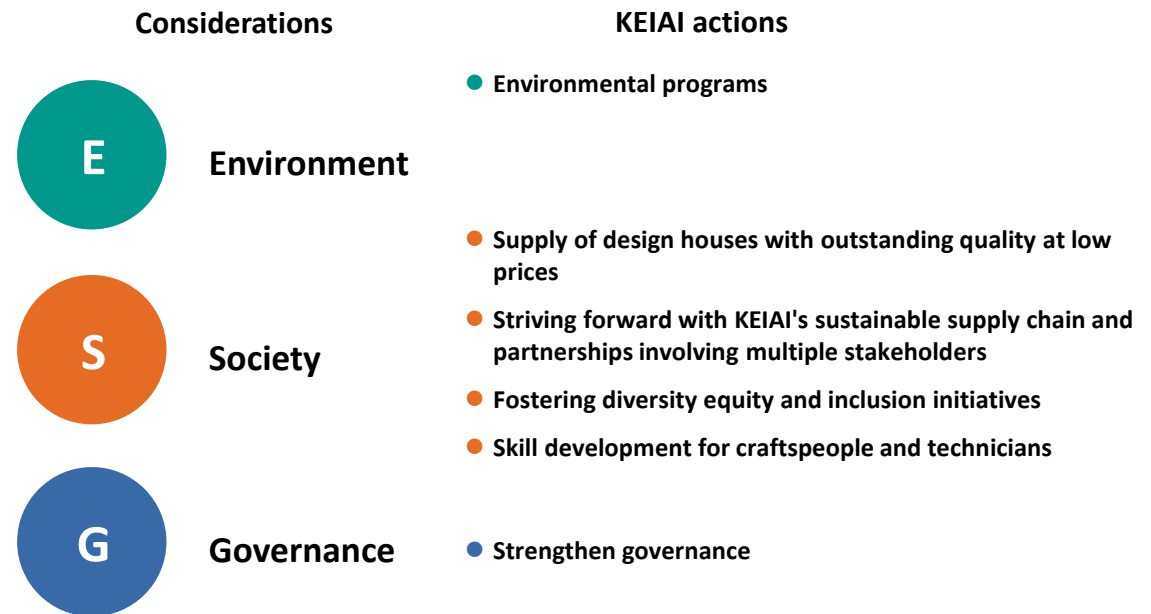 Considerations
KEIAI actions
E
Environment
● Environmental programs
S
Society
● Supply of design houses with outstanding quality at low
prices
● Striving forward with KEIAI's sustainable supply chain and
partnerships involving multiple stakeholders
● Fostering diversity equity and inclusion initiatives
● Skill development for craftspeople and technicians
G
Governance
● Strengthen governance